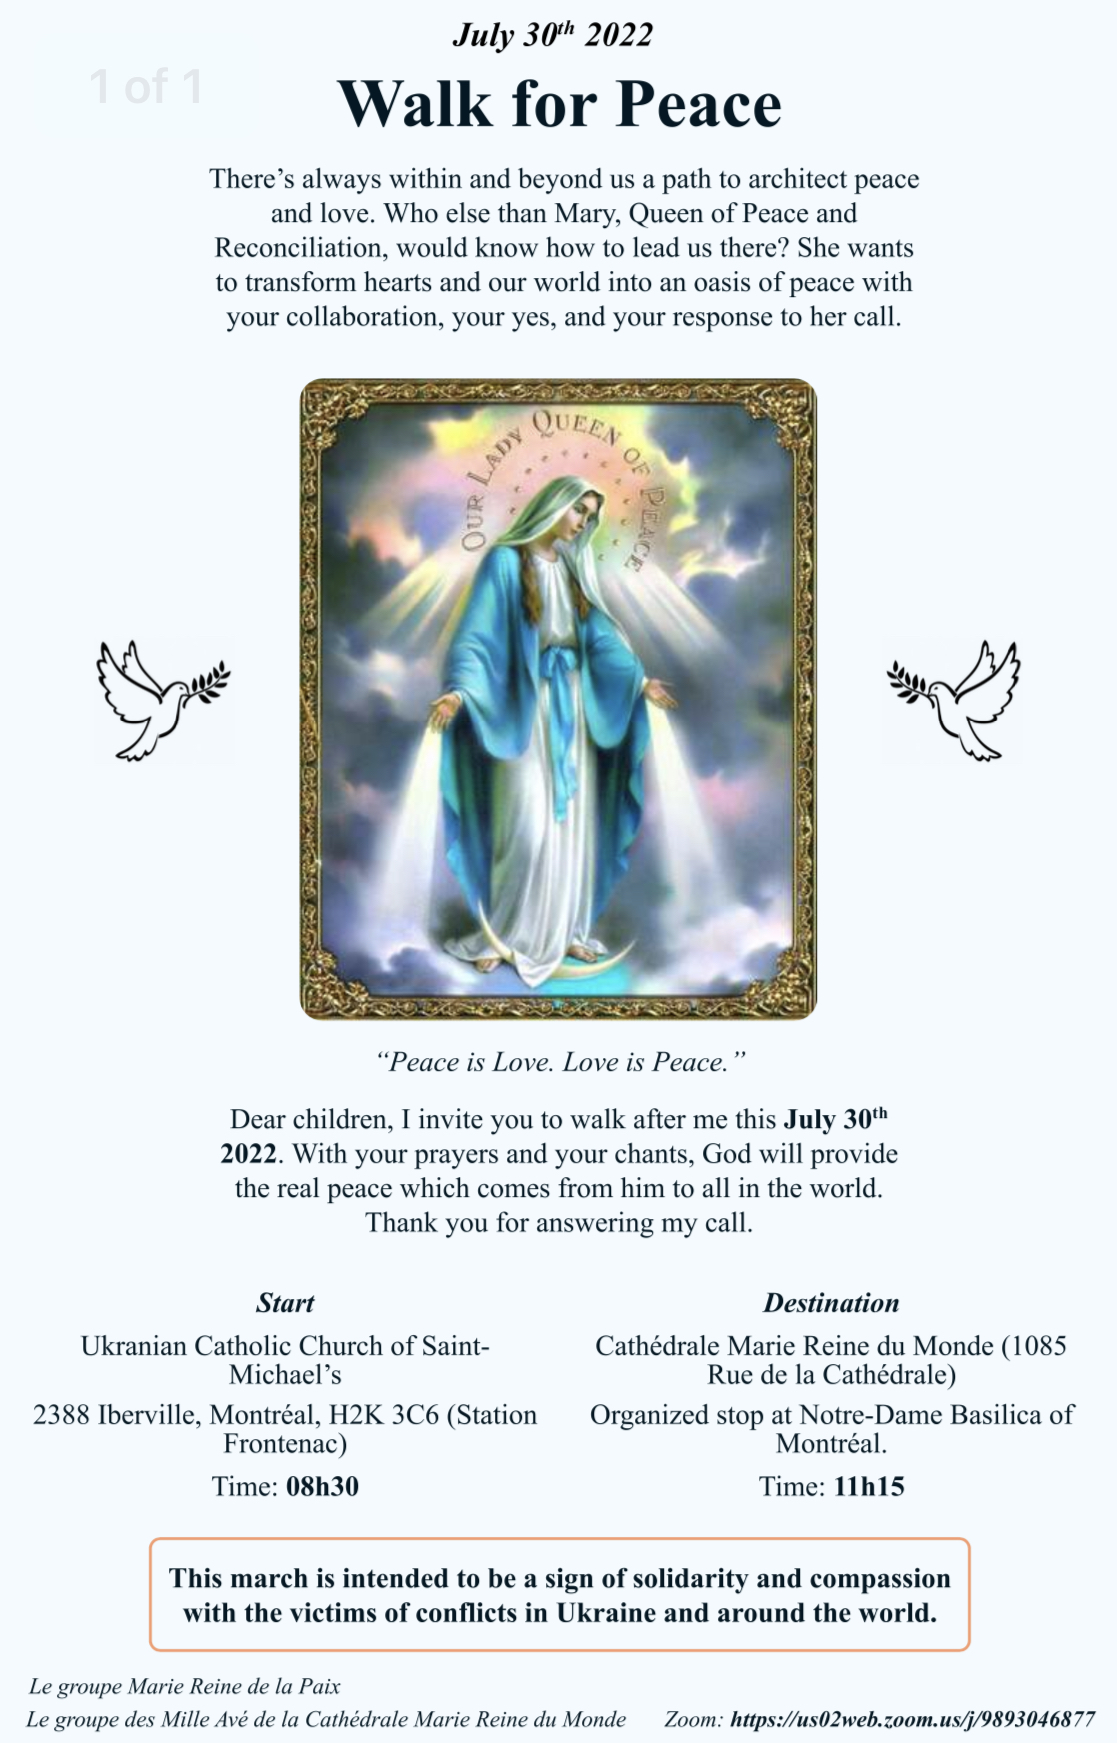 July 30th 2022
1 of 1
Walk for Peace
There's always within and beyond us a path to architect peace
and love. Who else than Mary, Queen of Peace and
Reconciliation, would know how to lead us there? She wants
to transform hearts and our world into an oasis of peace with
your collaboration, your yes, and your response to her call.
OUR LADY QUEEN OF PEACE
“Peace is Love. Love is Peace.”
Dear children, I invite you to walk after me this July 30th
2022. With your prayers and your chants, God will provide
the real peace which comes from him to all in the world.
Thank you for answering my call.
Start
Ukranian Catholic Church of Saint-
Michael's
2388 Iberville, Montréal, H2K 3C6 (Station
Frontenac)
Time: 08h30
Destination
Cathédrale Marie Reine du Monde (1085
Rue de la Cathédrale)
Organized stop at Notre-Dame Basilica of
Montréal.
Time: 11h15
This march is intended to be a sign of solidarity and compassion
with the victims of conflicts in Ukraine and around the world.
Le groupe Marie Reine de la Paix
Le groupe des Mille Avé de la Cathédrale Marie Reine du Monde
Zoom: https://us02web.zoom.us/j/9893046877